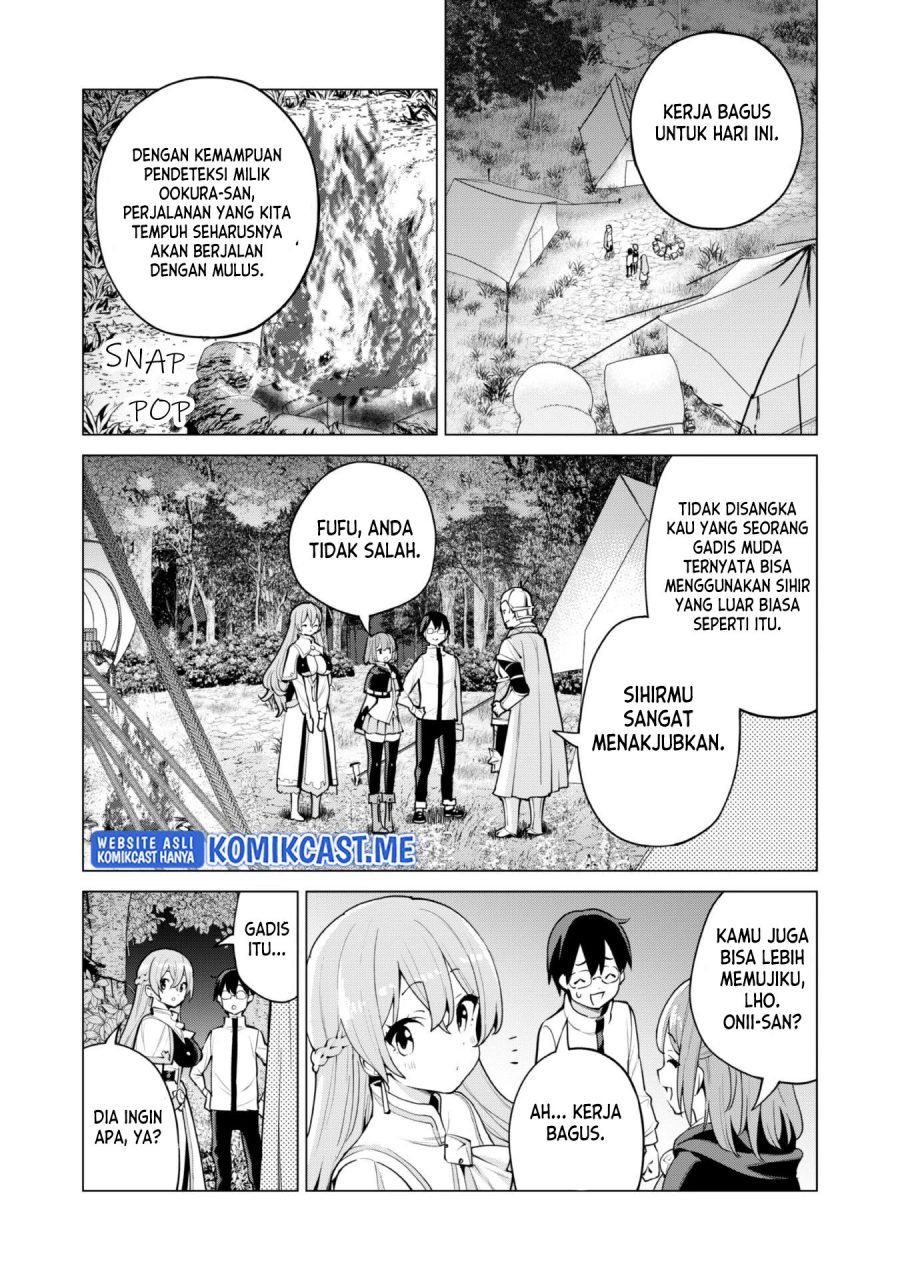 KERJA BAGUS
UNTUK HARI INI.
DENGAN KEMAMPUAN
PENDETEKSI MILIK
OOKURA-SAN,
PERJALANAN YANG KITA
TEMPUH SEHARUSNYA
AKAN BERJALAN
DENGAN MULUS.
SNAP
POP
TIDAK DISANGKA
KAU YANG SEORANG
GADIS MUDA
TERNYATA BISA
MENGGUNAKAN SIHIR
YANG LUAR BIASA
SEPERTI ITU.
SIHIRMU
SANGAT
MENAKJUBKAN.
FUFU, ANDA
TIDAK SALAH.
WEBSITE ASLI
KOMIKCAST HANYA
KOMIKCAST.ME
KAMU JUGA
BISA LEBIH
MEMUJIKU,
LHO.
ONII-SAN?
AH... KERJA
BAGUS.
GADIS
ITU...
DIA INGIN
APA, YA?